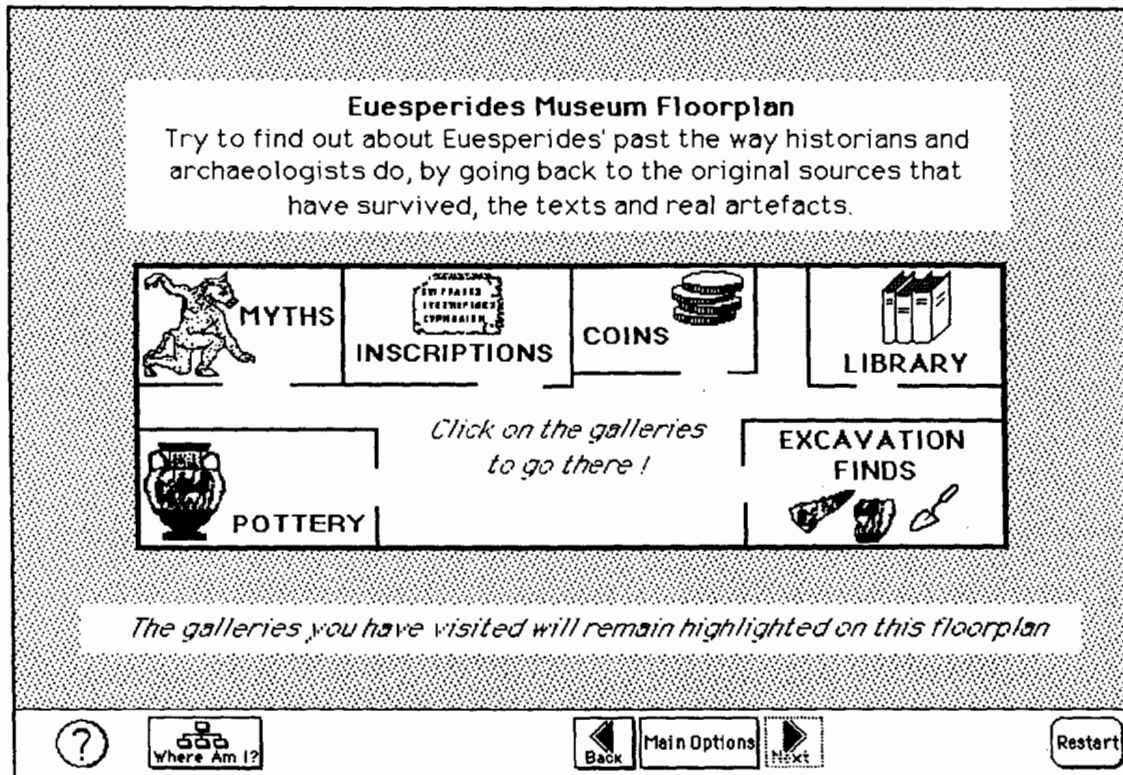 Euesperides Museum Floorplan
Try to find out about Euesperides' past the way historians and
archaeologists do, by going back to the original sources that
have survived, the texts and real artefacts.
MYTHS
INSCRIPTIONS
COINS
LIBRARY
Click on the galleries
to go there !
POTTERY
EXCAVATION
FINDS
The galleries you have visited will remain highlighted on this floorplan
?
Where Am I?
Back
Main Options
Next
Restart